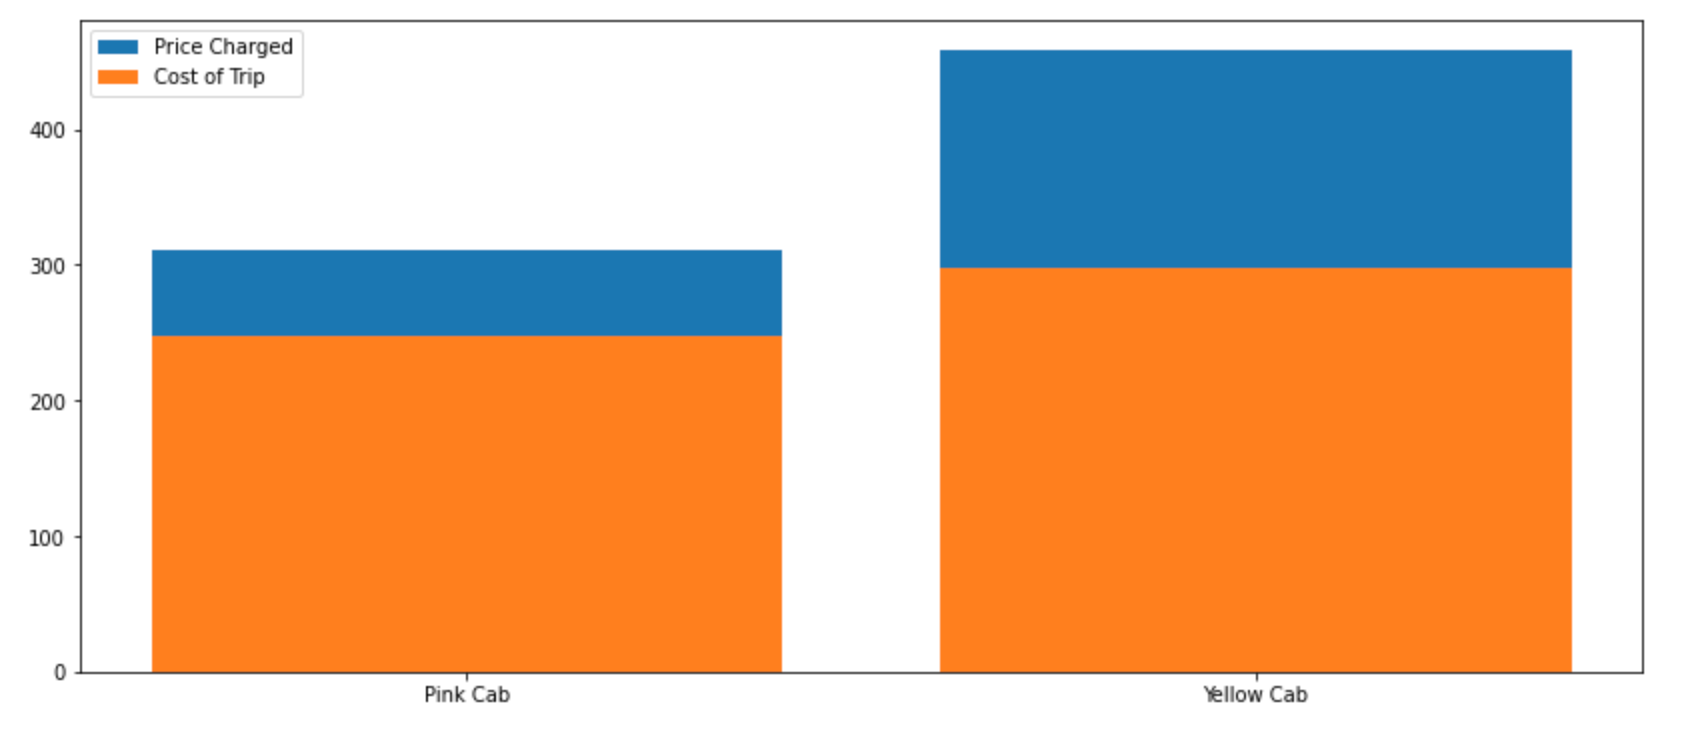 Price Charged
Cost of Trip
400
300
200
100
0
Pink Cab
Yellow Cab